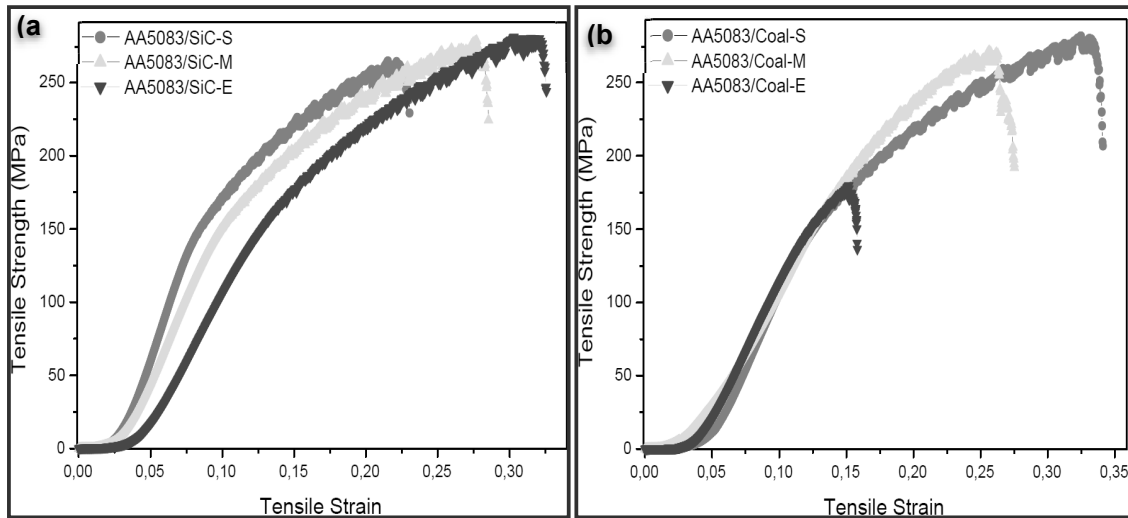 (a)
AA5083/SiC-S
AA5083/SiC-M
AA5083/SiC-E
250
200
150
100
50
0
Tensile Strength (MPa)
0,00 0,05 0,10 0,15 0,20 0,25 0,30
Tensile Strain
(b)
AA5083/Coal-S
AA5083/Coal-M
AA5083/Coal-E
250
200
150
100
50
0
Tensile Strength (MPa)
0,00 0,05 0,10 0,15 0,20 0,25 0,30 0,35
Tensile Strain